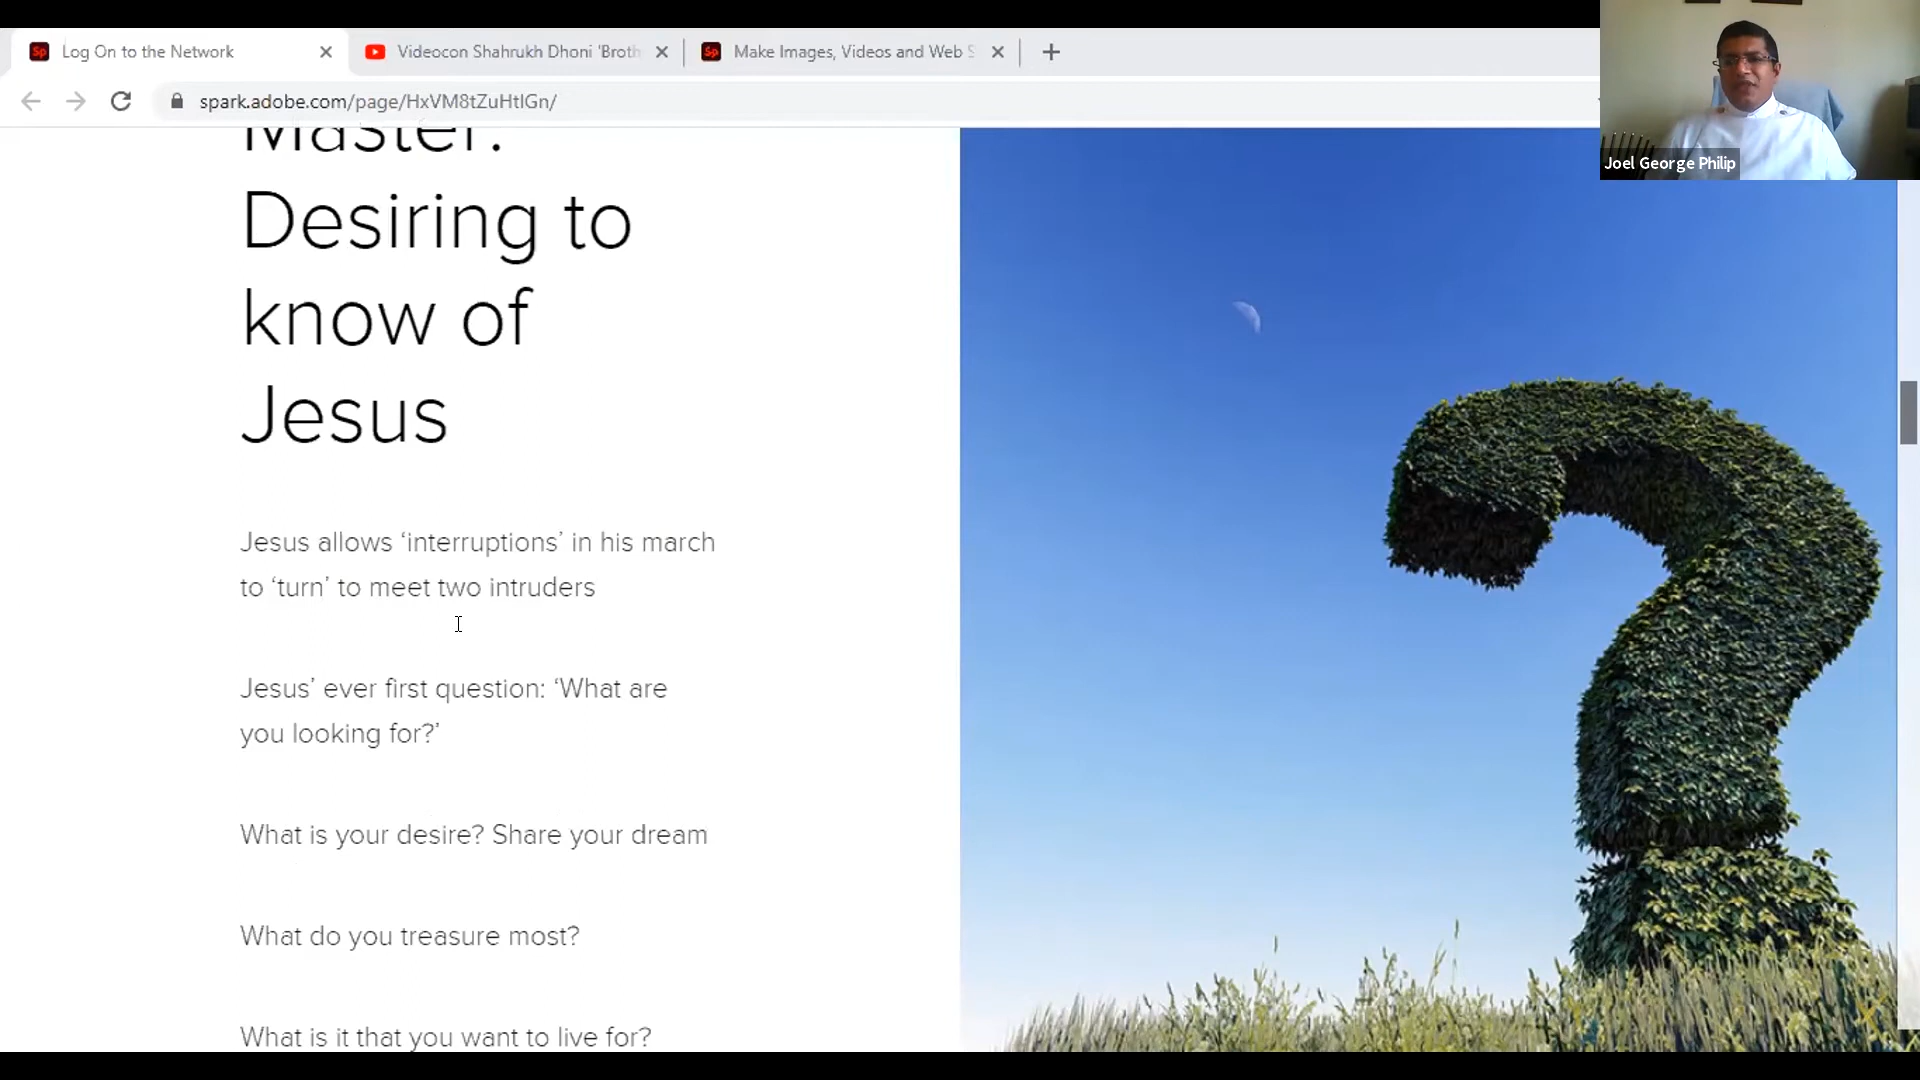 Log On to the Network
Videocon Shahrukh Dhoni 'Broth
Make Images, Videos and Web S
spark.adobe.com/page/HxVM8tZuHtIGn/
Joel George Philip
Master:
Desiring to
know of
Jesus
Jesus allows ‘interruptions’ in his march
to ‘turn’ to meet two intruders
Jesus’ ever first question: ‘What are
you looking for?’
What is your desire? Share your dream
What do you treasure most?
What is it that you want to live for?